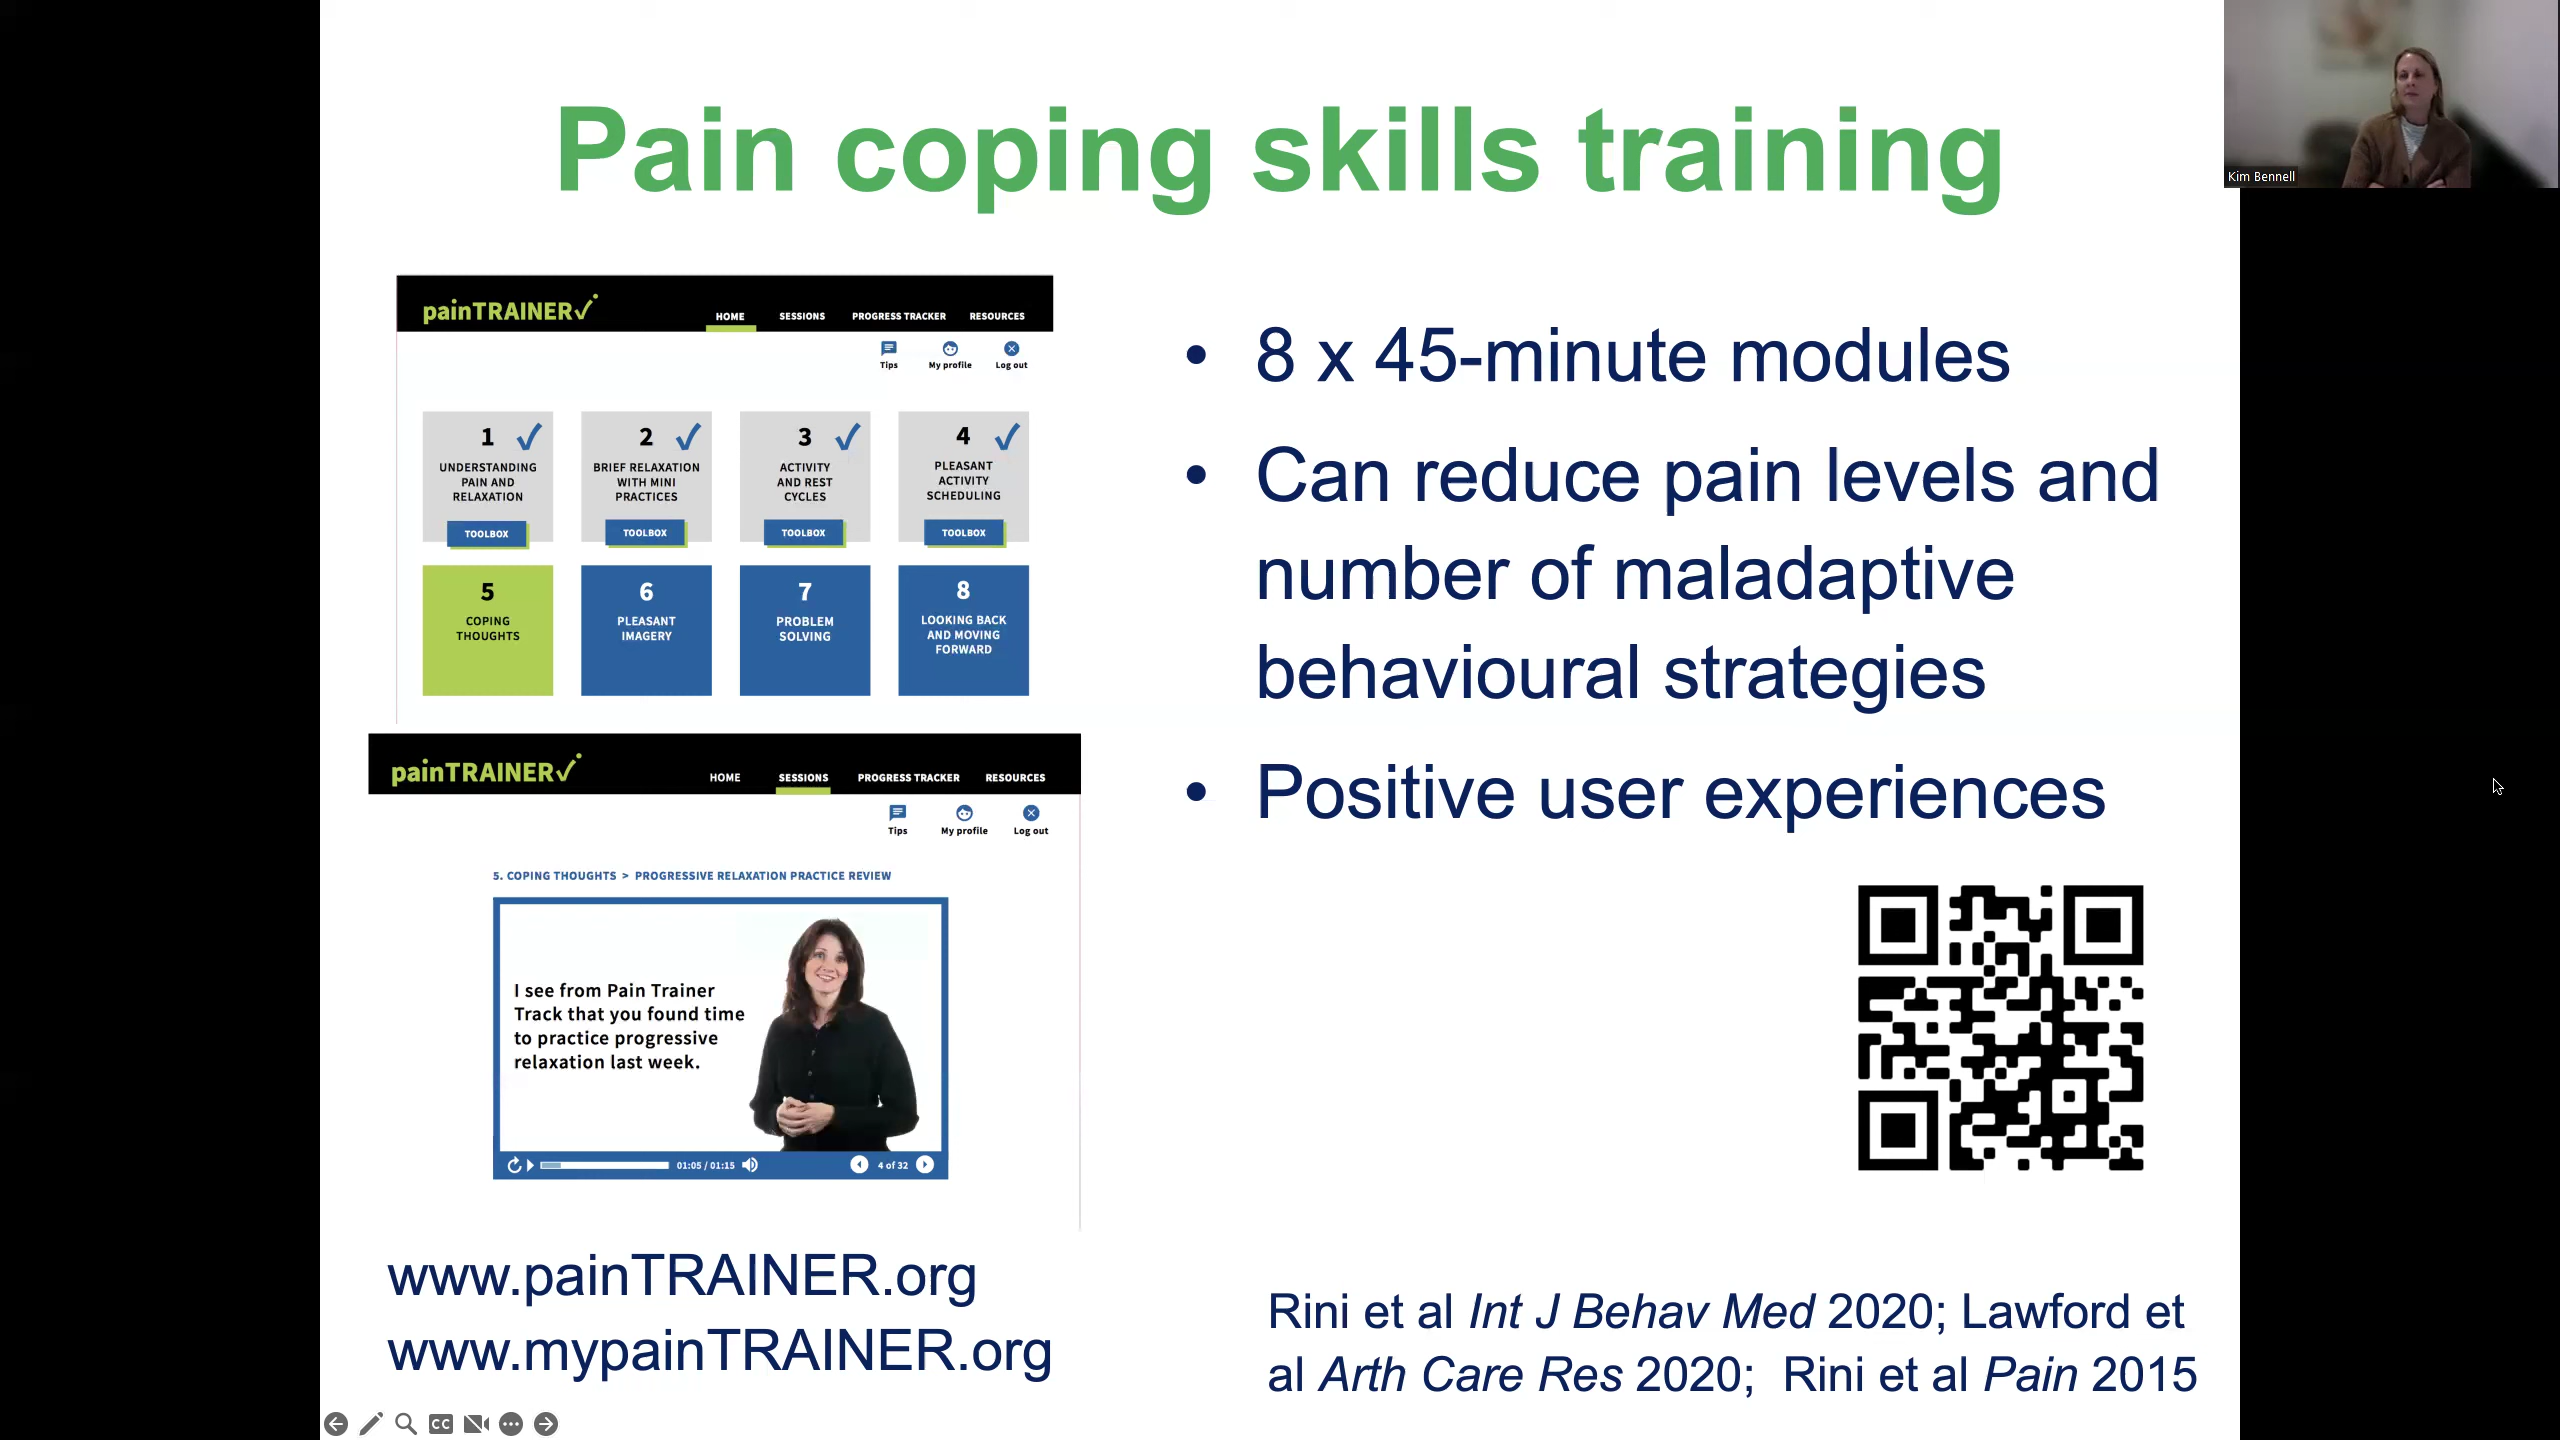 Pain coping skills training
Kim Bennell
painTRAINER
HOME SESSIONS PROGRESS TRACKER RESOURCES
Tips My profile Log out
1
UNDERSTANDING
PAIN AND
RELAXATION
TOOLBOX
2
BRIEF RELAXATION
WITH MINI
PRACTICES
TOOLBOX
3
ACTIVITY
AND REST
CYCLES
TOOLBOX
4
PLEASANT
ACTIVITY
SCHEDULING
TOOLBOX
5
COPING
THOUGHTS
6
PLEASANT
IMAGERY
7
PROBLEM
SOLVING
8
LOOKING BACK
AND MOVING
FORWARD
painTRAINER
HOME SESSIONS PROGRESS TRACKER RESOURCES
Tips My profile Log out
5. COPING THOUGHTS > PROGRESSIVE RELAXATION PRACTICE REVIEW
I see from Pain Trainer
Track that you found time
to practice progressive
relaxation last week.
01:05 / 01:15 4 of 32
www.painTRAINER.org
www.mypainTRAINER.org
• 8 x 45-minute modules
• Can reduce pain levels and
number of maladaptive
behavioural strategies
• Positive user experiences
Rini et al Int J Behav Med 2020; Lawford et
al Arth Care Res 2020; Rini et al Pain 2015
CC